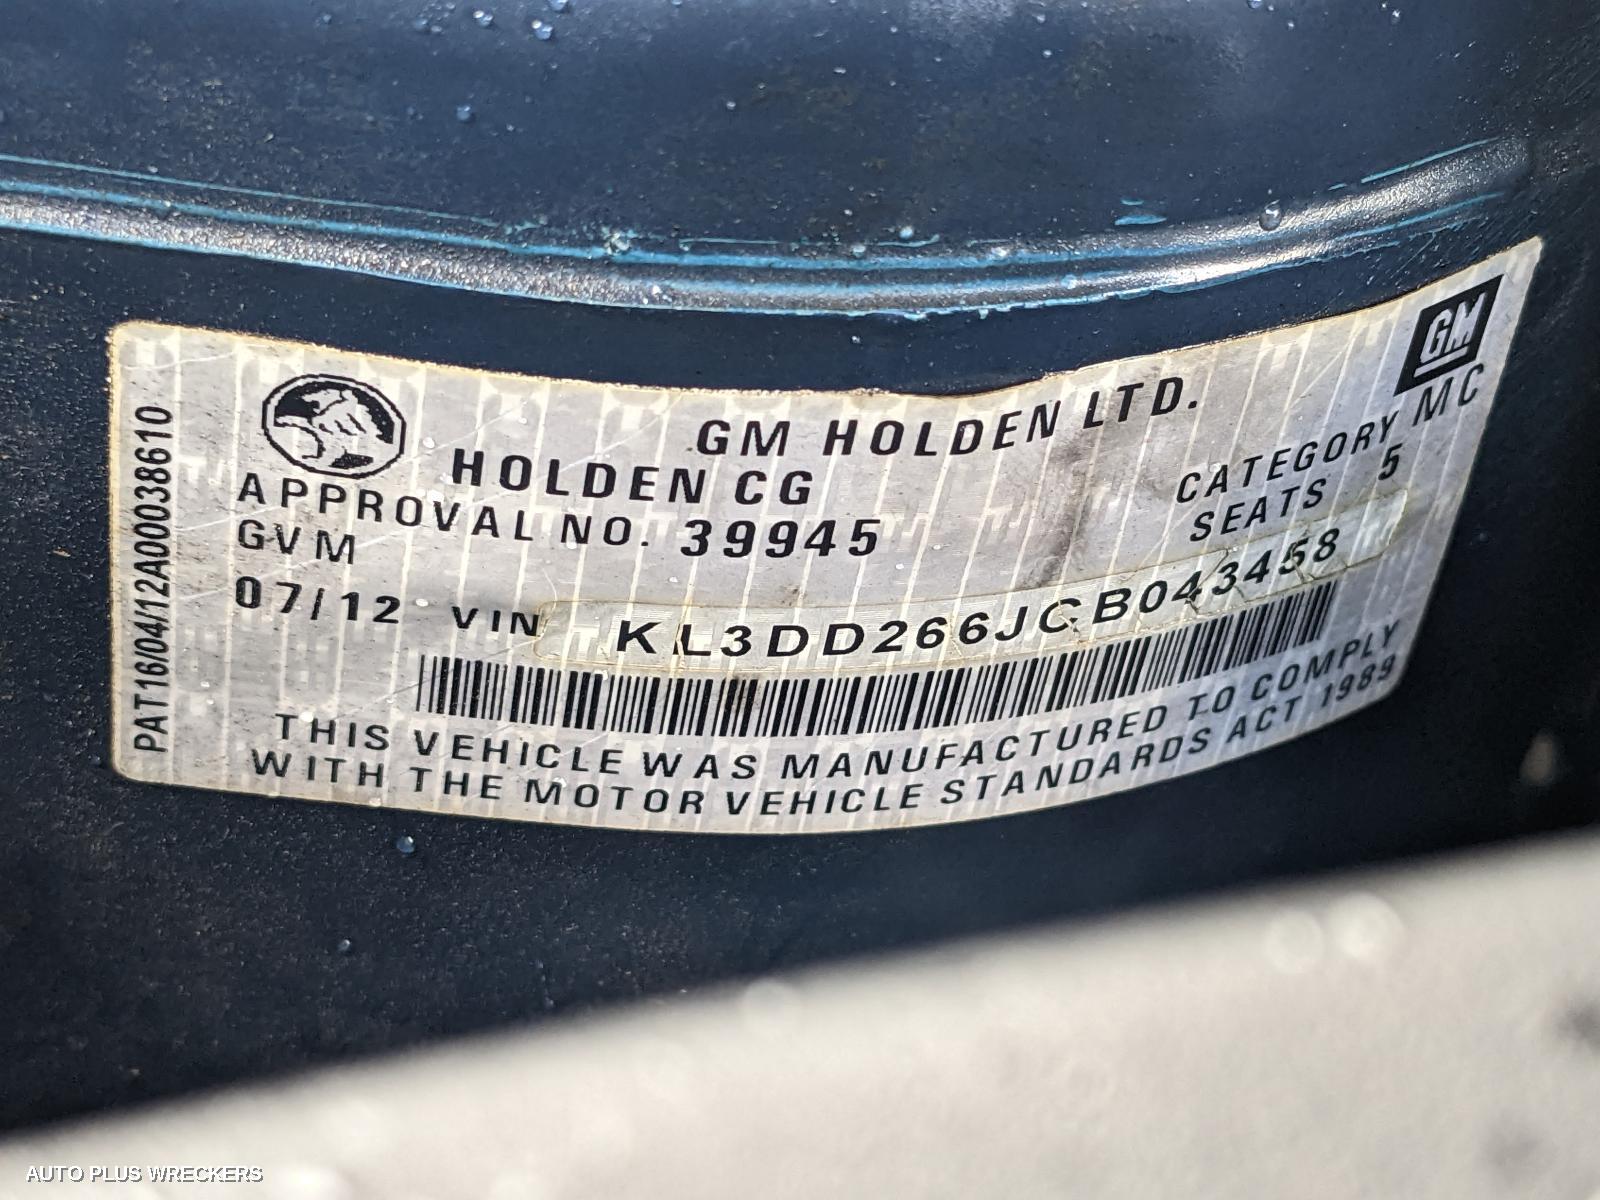 GM
GM HOLDEN LTD.
HOLDEN CG
CATEGORY MC
APPROVAL NO. 39945
SEATS 5
GVM
07/12 VIN KL3DD266JCB043458
THIS VEHICLE WAS MANUFACTURED TO COMPLY
WITH THE MOTOR VEHICLE STANDARDS ACT 1989
PAT16/04/12A00038610
AUTO PLUS WRECKERS